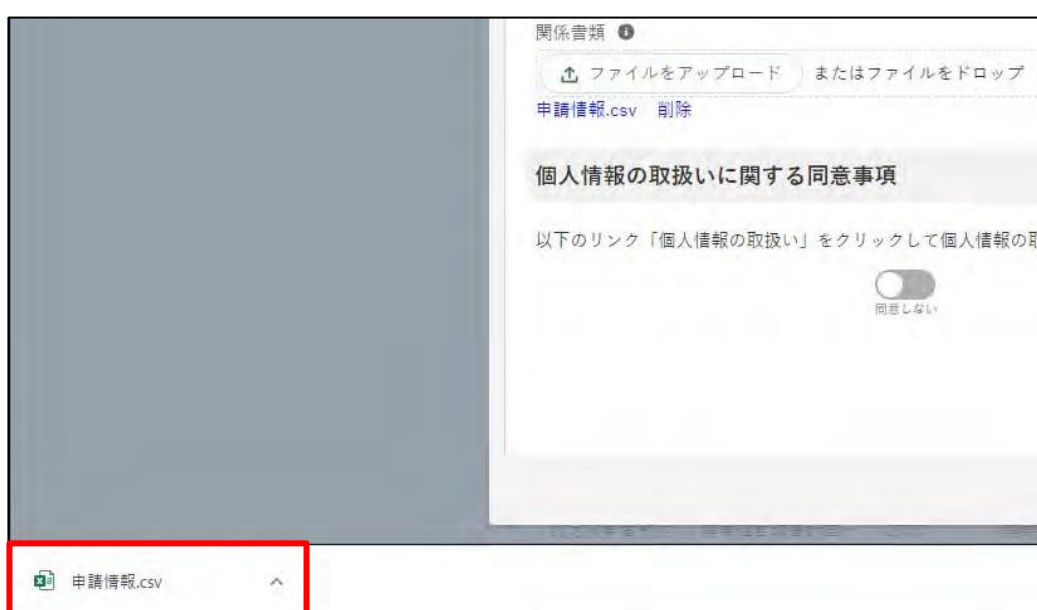 関係書類
ファイルをアップロード またはファイルをドロップ
申請情報.csv 削除
個人情報の取扱いに関する同意事項
以下のリンク「個人情報の取扱い」をクリックして個人情報の取
同意しない
申請情報.csv